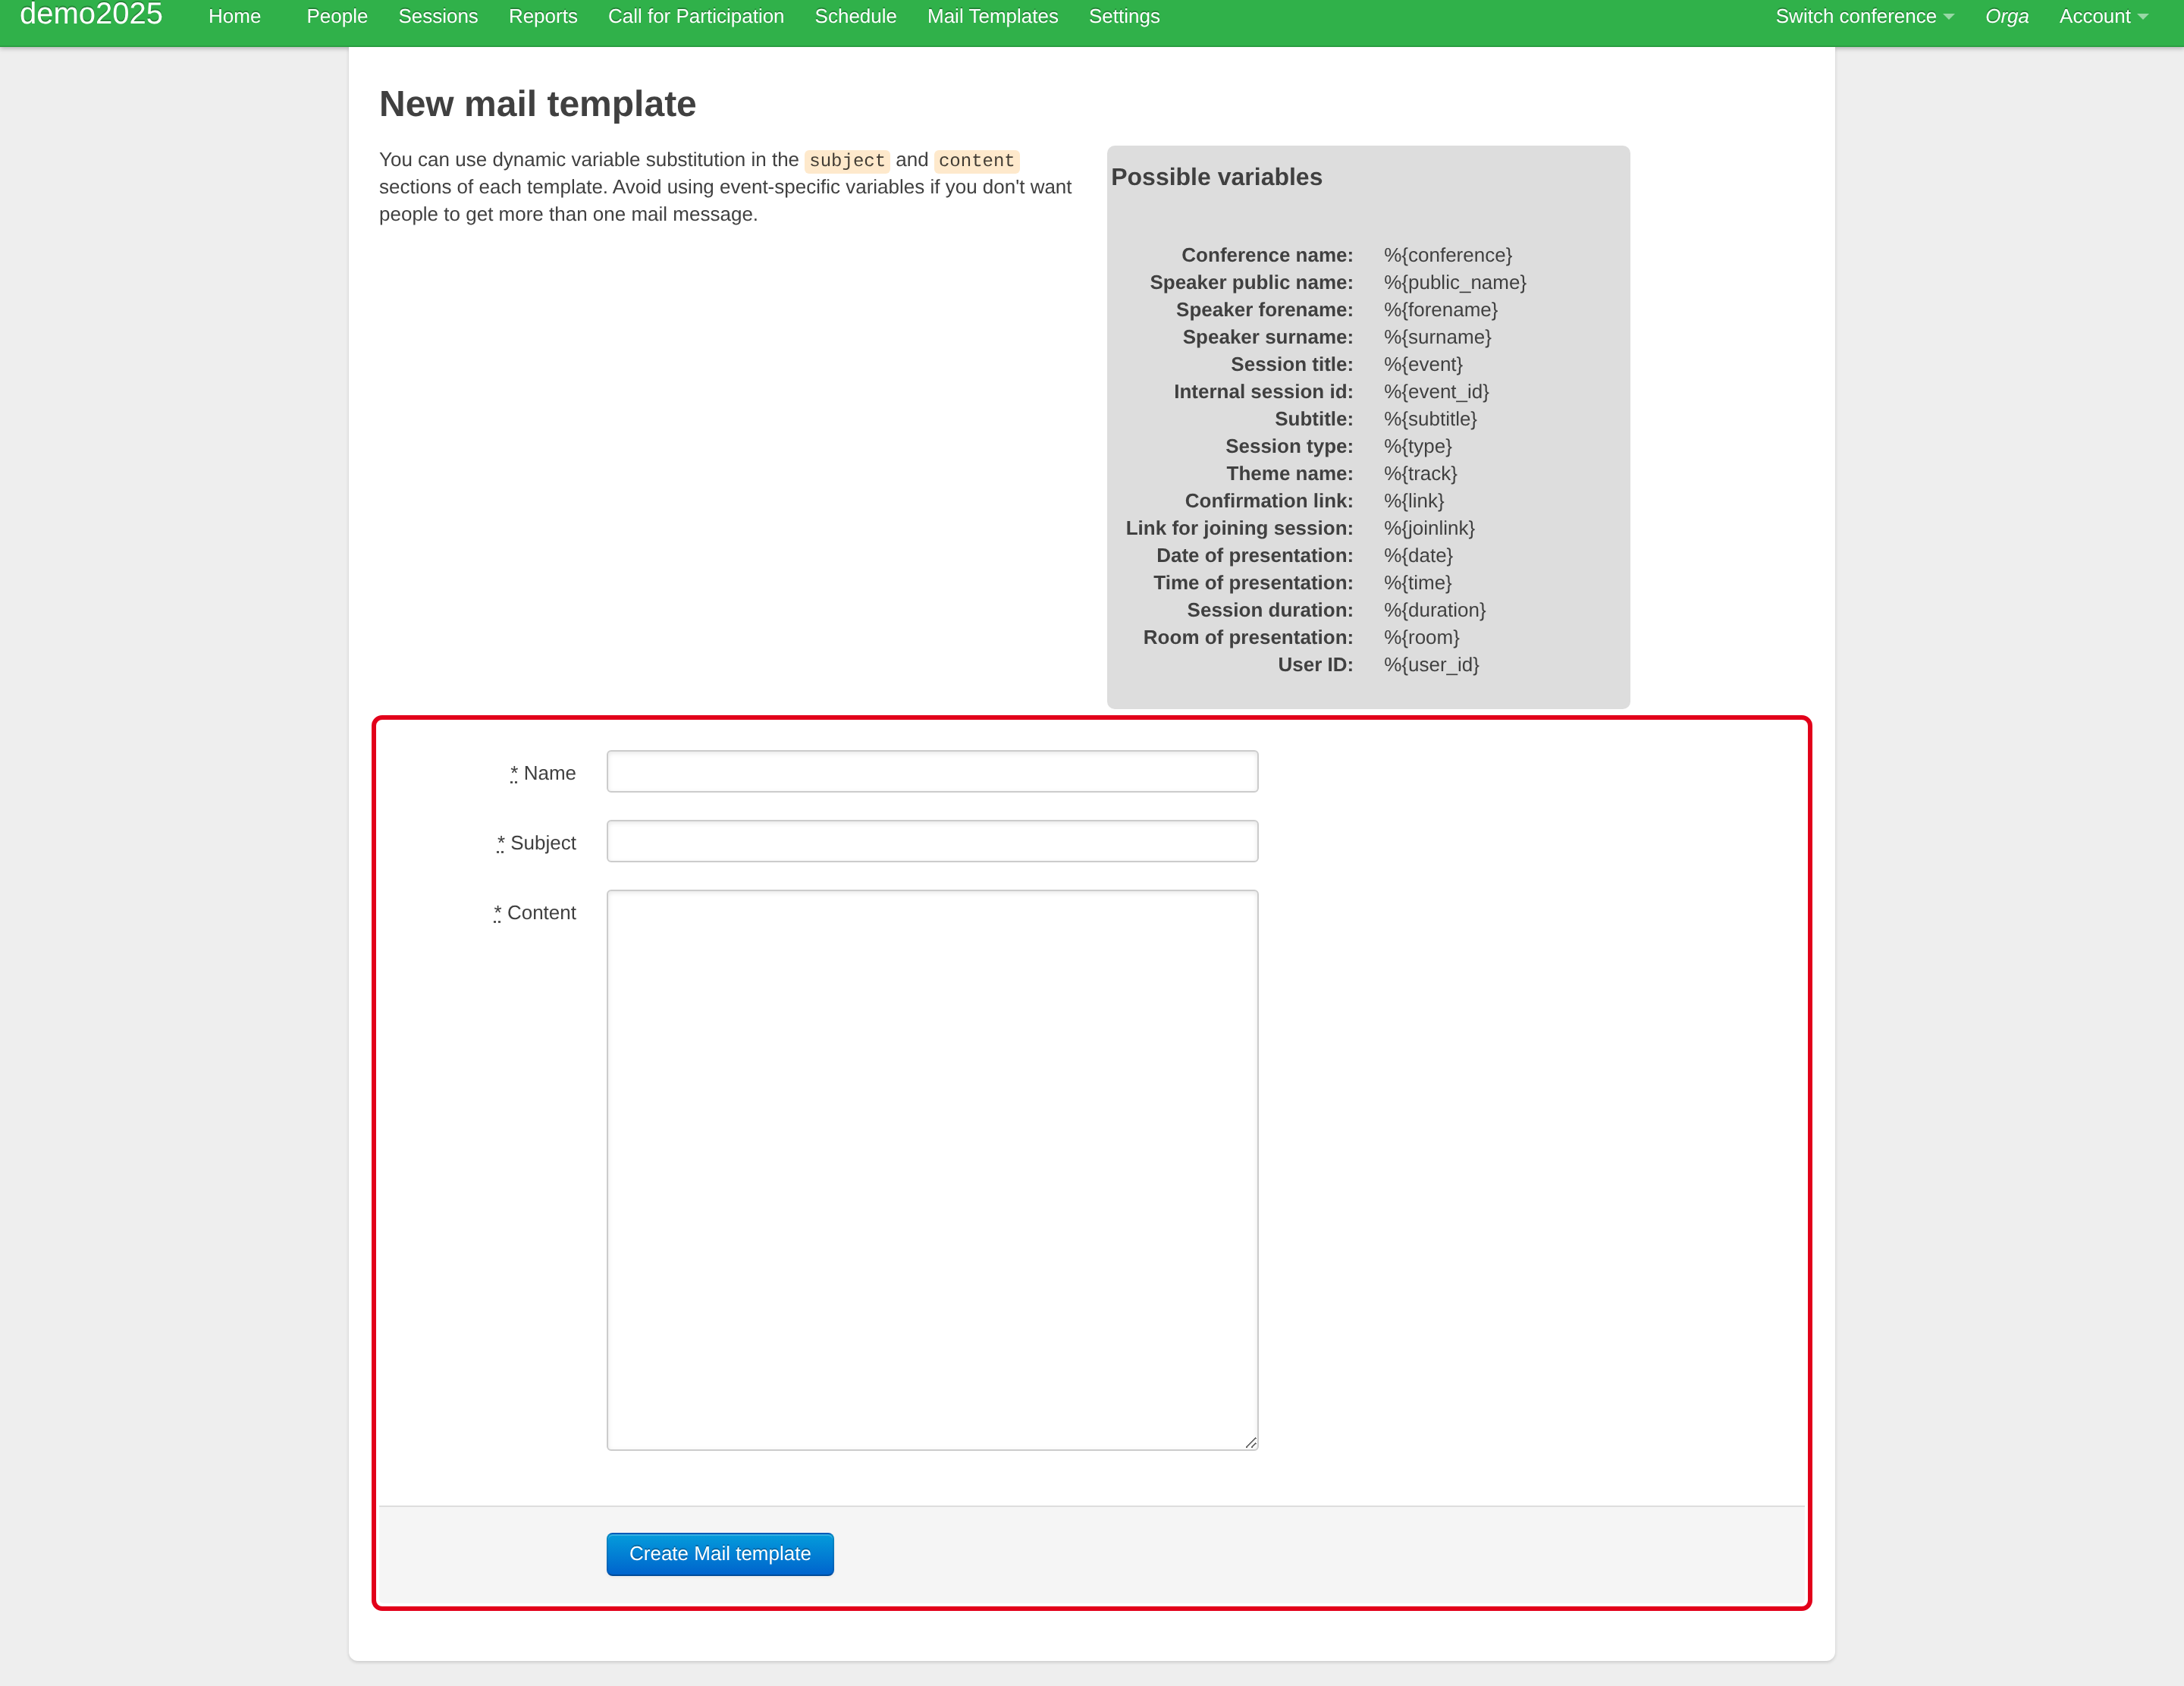 demo2025 Home People Sessions Reports Call for Participation Schedule Mail Templates Settings Switch conference Orga Account
New mail template
You can use dynamic variable substitution in the subject and content
sections of each template. Avoid using event-specific variables if you don't want
people to get more than one mail message.
Possible variables
Conference name: %{conference}
Speaker public name: %{public_name}
Speaker forename: %{forename}
Speaker surname: %{surname}
Session title: %{event}
Internal session id: %{event_id}
Subtitle: %{subtitle}
Session type: %{type}
Theme name: %{track}
Confirmation link: %{link}
Link for joining session: %{joinlink}
Date of presentation: %{date}
Time of presentation: %{time}
Session duration: %{duration}
Room of presentation: %{room}
User ID: %{user_id}
* Name
* Subject
* Content
Create Mail template